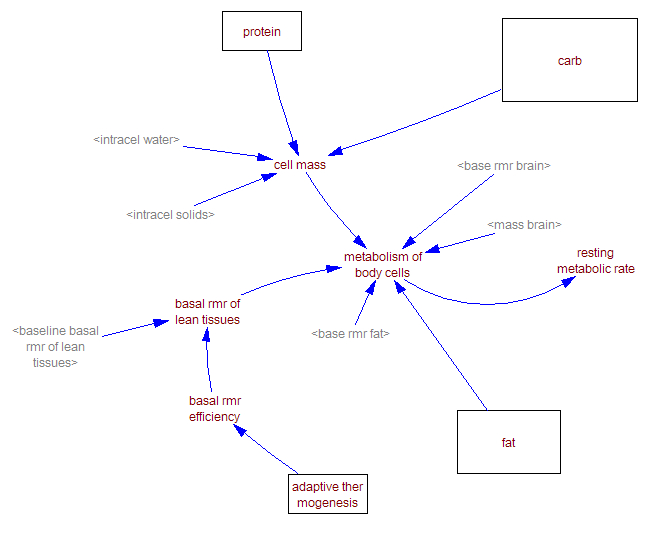 protein
carb
<intracel water>
cell mass
<base rmr brain>
<intracel solids>
<mass brain>
metabolism of
body cells
resting
metabolic rate
basal rmr of
lean tissues
<baseline basal
rmr of lean
tissues>
<base rmr fat>
basal rmr
efficiency
fat
adaptive ther
mogenesis